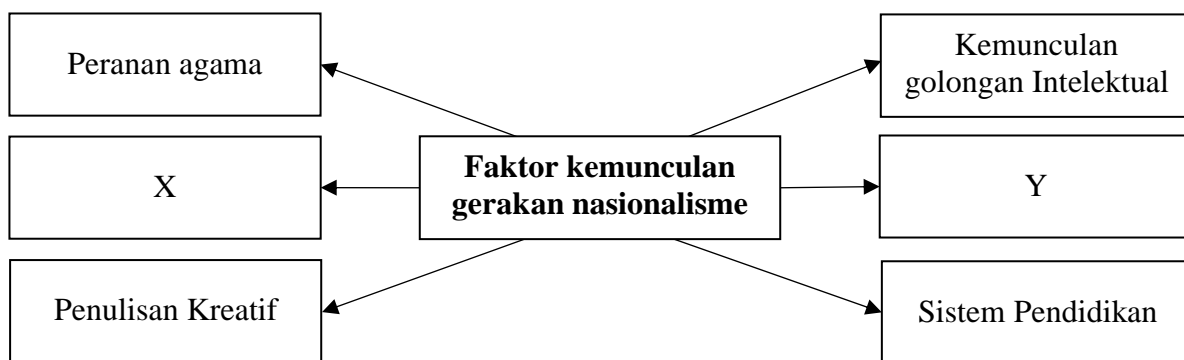 Peranan agama
Kemunculan
golongan Intelektual
X
Faktor kemunculan
gerakan nasionalisme
Y
Penulisan Kreatif
Sistem Pendidikan